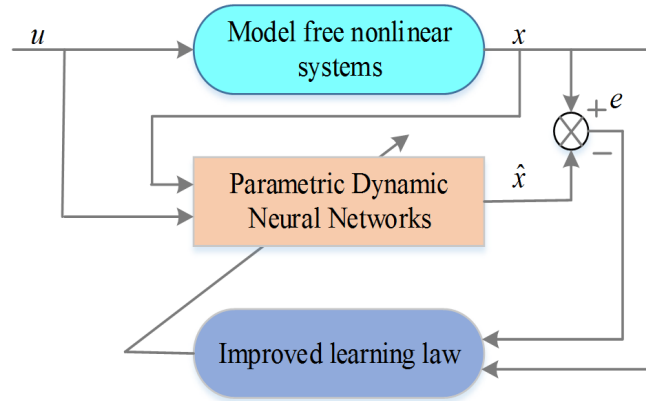 u
Model free nonlinear
systems
x
+
e
−
Parametric Dynamic
Neural Networks
x̂
Improved learning law